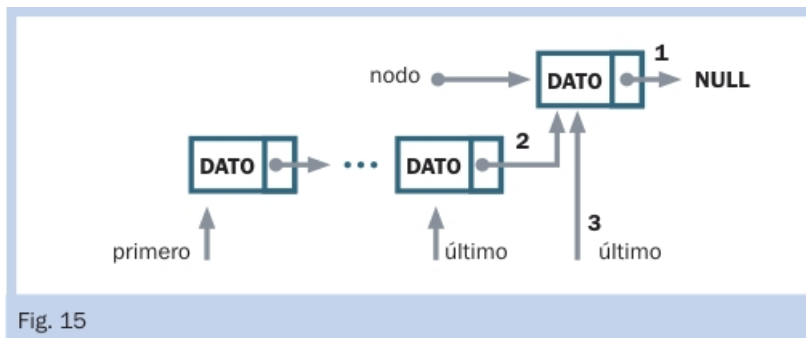 1
nodo DATO NULL
2
DATO ... DATO
3
primero último último
Fig. 15